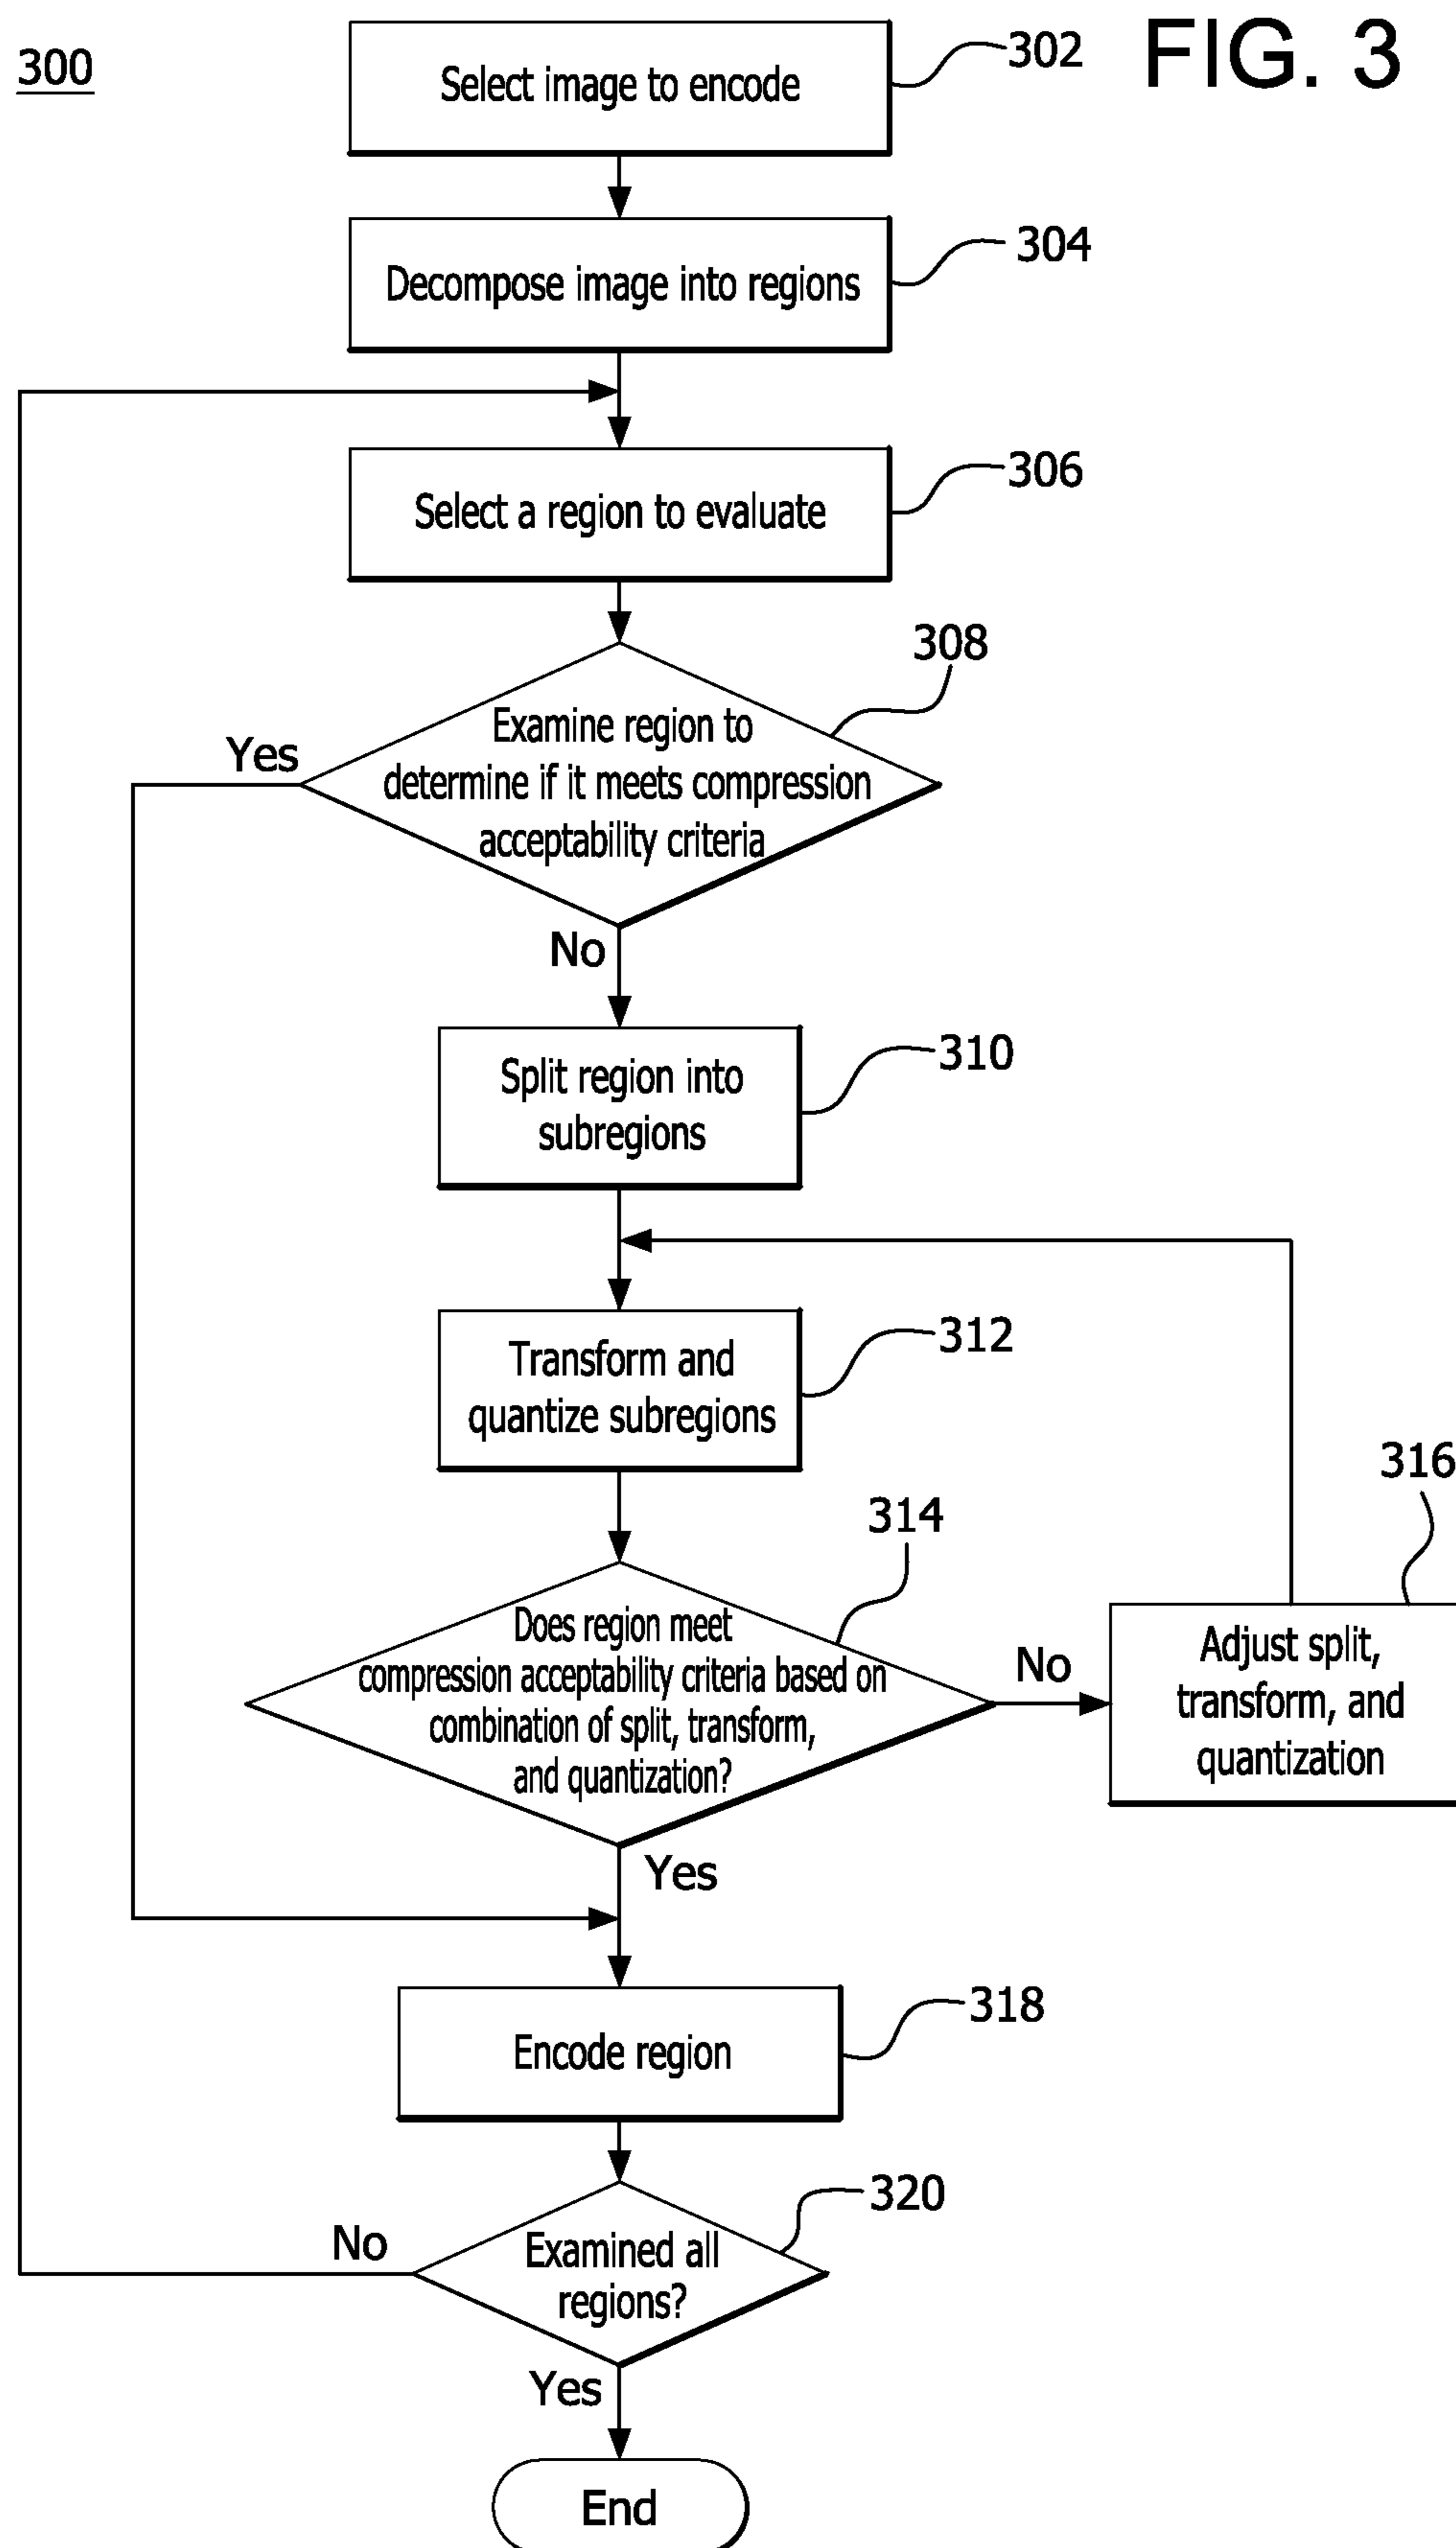 FIG. 3
300
Select image to encode
302
Decompose image into regions
304
Select a region to evaluate
306
308
Examine region to
determine if it meets compression
acceptability criteria
Yes
No
Split region into
subregions
310
Transform and
quantize subregions
312
314
Does region meet
compression acceptability criteria based on
combination of split, transform,
and quantization?
No
316
Adjust split,
transform, and
quantization
Yes
Encode region
318
320
Examined all
regions?
No
Yes
End